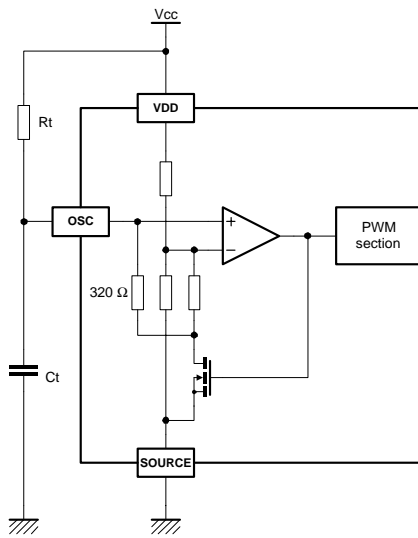 Vcc
VDD
Rt
OSC
+
−
PWM
section
320 Ω
Ct
SOURCE